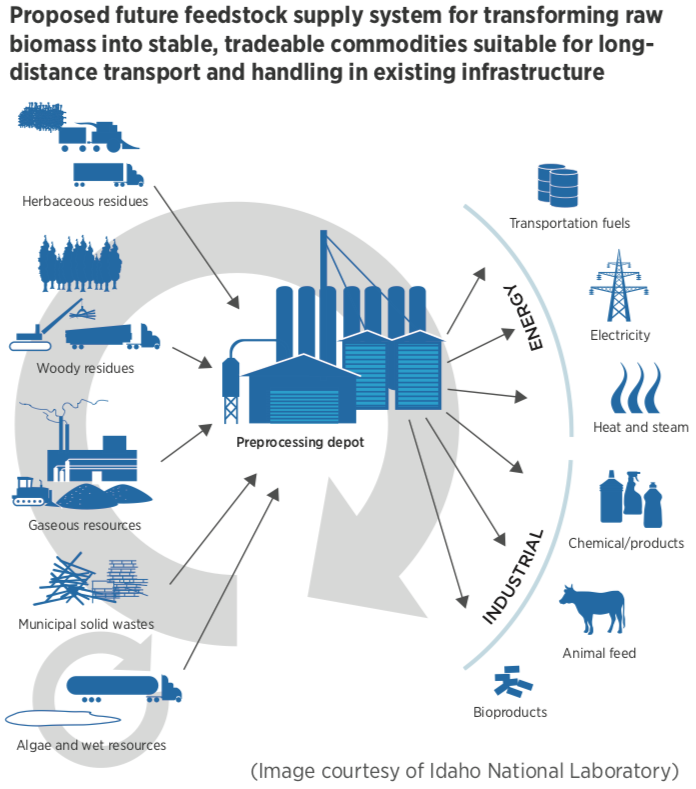 Proposed future feedstock supply system for transforming raw
biomass into stable, tradeable commodities suitable for long-
distance transport and handling in existing infrastructure
Herbaceous residues
Woody residues
Gaseous resources
Municipal solid wastes
Algae and wet resources
Preprocessing depot
ENERGY
Transportation fuels
Electricity
Heat and steam
INDUSTRIAL
Chemical/products
Animal feed
Bioproducts
(Image courtesy of Idaho National Laboratory)